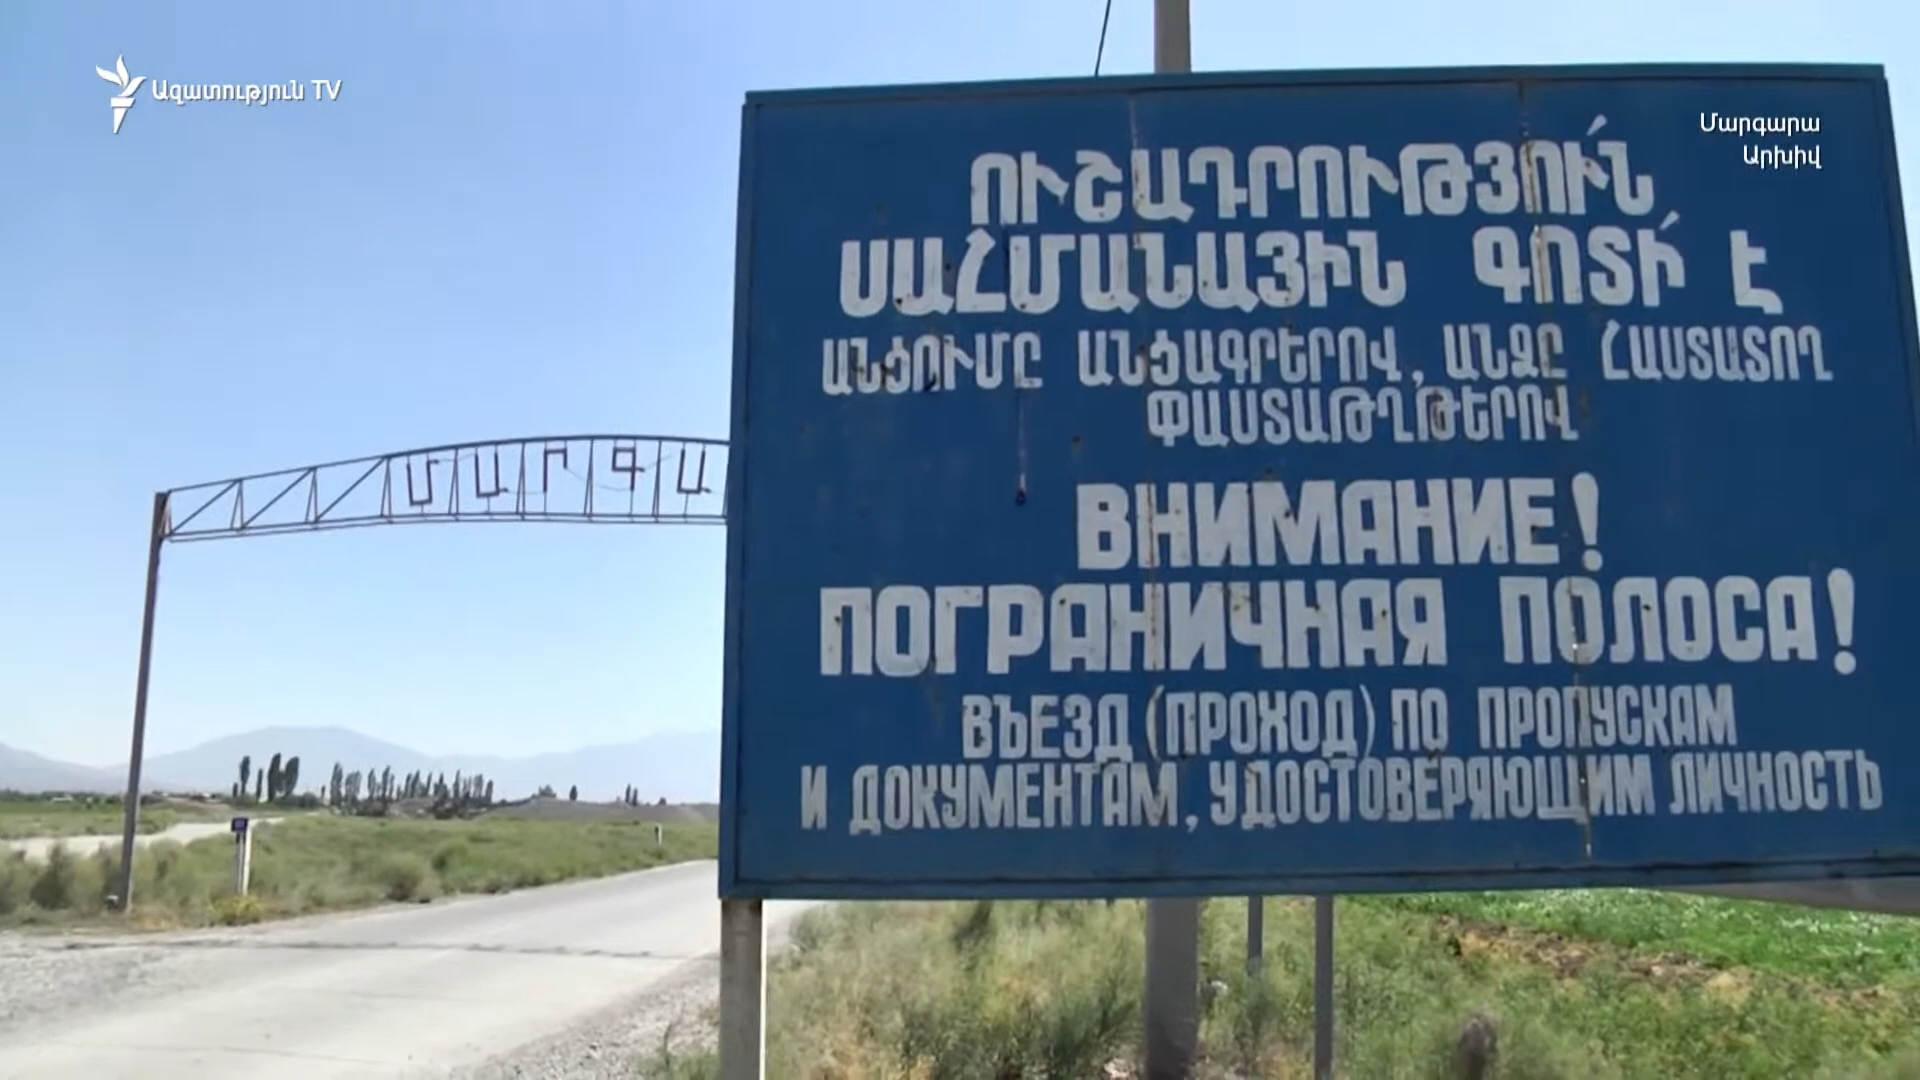 Ազատություն TV
Մարգարա
Արխիվ
ՈՒՇԱԴՐՈՒԹՅՈՒ՛Ն
ՍԱՀՄԱՆԱՅԻՆ ԳՈՏԻ՛ Է
ԱՆՑՈՒՄԸ ԱՆՑԱԳՐԵՐՈՎ, ԱՆՁԸ ՀԱՍՏԱՏՈՂ
ՓԱՍՏԱԹՂԹԵՐՈՎ
ՄԱՐԳԱ
ВНИМАНИЕ!
ПОГРАНИЧНАЯ ПОЛОСА!
ВЪЕЗД (ПРОХОД) ПО ПРОПУСКАМ
И ДОКУМЕНТАМ, УДОСТОВЕРЯЮЩИМ ЛИЧНОСТЬ